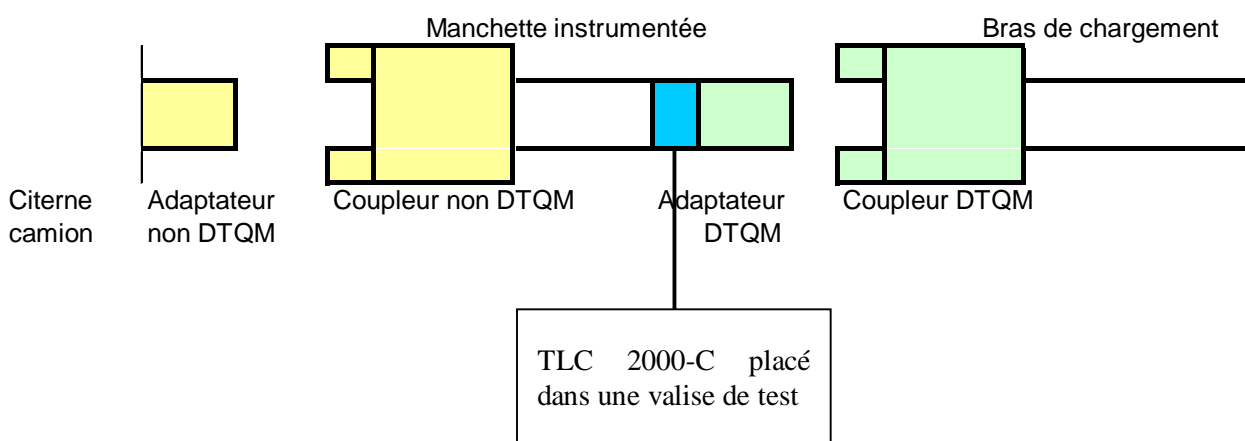 Manchette instrumentée
Bras de chargement
Citerne
camion
Adaptateur
non DTQM
Coupleur non DTQM
Adaptateur
DTQM
Coupleur DTQM
TLC 2000-C placé
dans une valise de test